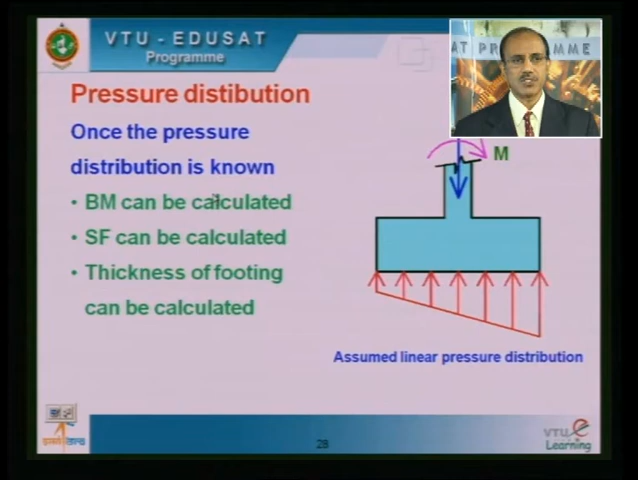 VTU - EDUSAT
Programme
AT PROGRAMME
Pressure distibution
Once the pressure
distribution is known
• BM can be calculated
• SF can be calculated
• Thickness of footing
can be calculated
M
Assumed linear pressure distribution
28
VTU e
Learning